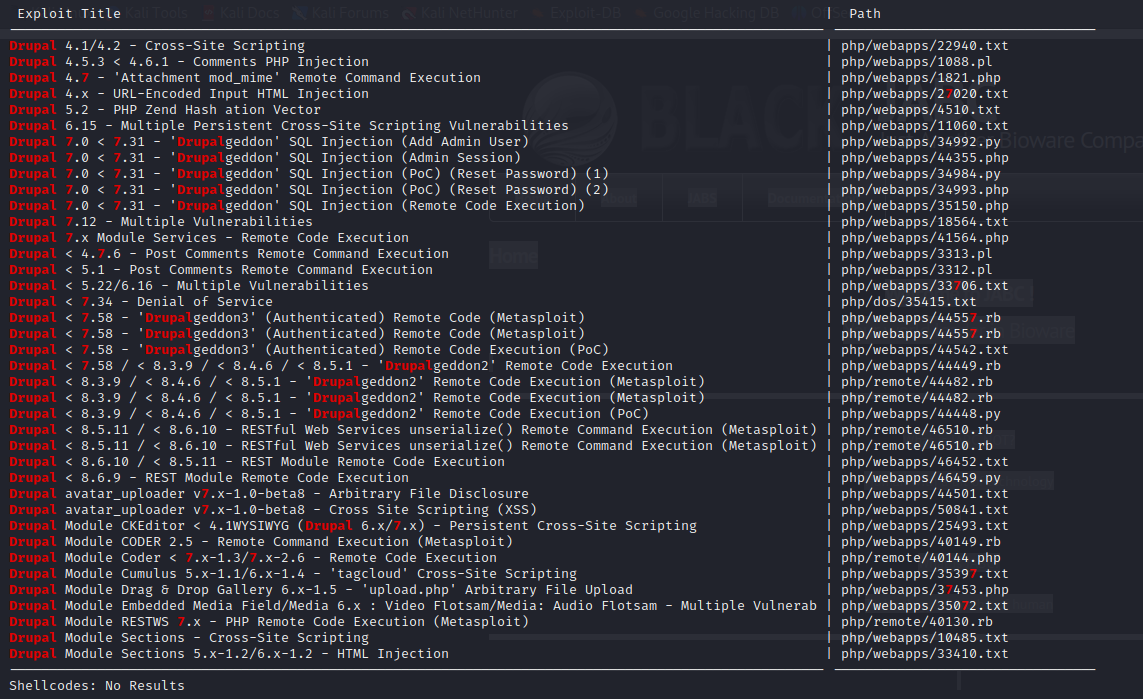 Kali Tools Kali Docs Kali Forums Kali NetHunter Exploit-DB Google Hacking DB
Exploit Title | Path
Drupal 4.1/4.2 - Cross-Site Scripting | php/webapps/22940.txt
Drupal 4.5.3 < 4.6.1 - Comments PHP Injection | php/webapps/1088.pl
Drupal 4.7 - 'Attachment mod_mime' Remote Command Execution | php/webapps/1821.php
Drupal 4.x - URL-Encoded Input HTML Injection | php/webapps/27020.txt
Drupal 5.2 - PHP Zend Hash ation Vector | php/webapps/4510.txt
Drupal 6.15 - Multiple Persistent Cross-Site Scripting Vulnerabilities | php/webapps/11060.txt
Drupal 7.0 < 7.31 - 'Drupalgeddon' SQL Injection (Add Admin User) | php/webapps/34992.py
Drupal 7.0 < 7.31 - 'Drupalgeddon' SQL Injection (Admin Session) | php/webapps/44355.php
Drupal 7.0 < 7.31 - 'Drupalgeddon' SQL Injection (PoC) (Reset Password) (1) | php/webapps/34984.py
Drupal 7.0 < 7.31 - 'Drupalgeddon' SQL Injection (PoC) (Reset Password) (2) | php/webapps/34993.php
Drupal 7.0 < 7.31 - 'Drupalgeddon' SQL Injection (Remote Code Execution) | php/webapps/35150.php
Drupal 7.12 - Multiple Vulnerabilities | php/webapps/18564.txt
Drupal 7.x Module Services - Remote Code Execution | php/webapps/41564.php
Drupal < 4.7.6 - Post Comments Remote Command Execution | php/webapps/3313.pl
Drupal < 5.1 - Post Comments Remote Command Execution | php/webapps/3312.pl
Drupal < 5.22/6.16 - Multiple Vulnerabilities | php/webapps/33706.txt
Drupal < 7.34 - Denial of Service | php/dos/35415.txt
Drupal < 7.58 - 'Drupalgeddon3' (Authenticated) Remote Code (Metasploit) | php/webapps/44557.rb
Drupal < 7.58 - 'Drupalgeddon3' (Authenticated) Remote Code (Metasploit) | php/webapps/44557.rb
Drupal < 7.58 - 'Drupalgeddon3' (Authenticated) Remote Code Execution (PoC) | php/webapps/44542.txt
Drupal < 7.58 / < 8.3.9 / < 8.4.6 / < 8.5.1 - 'Drupalgeddon2' Remote Code Execution | php/webapps/44449.rb
Drupal < 8.3.9 / < 8.4.6 / < 8.5.1 - 'Drupalgeddon2' Remote Code Execution (Metasploit) | php/remote/44482.rb
Drupal < 8.3.9 / < 8.4.6 / < 8.5.1 - 'Drupalgeddon2' Remote Code Execution (Metasploit) | php/remote/44482.rb
Drupal < 8.3.9 / < 8.4.6 / < 8.5.1 - 'Drupalgeddon2' Remote Code Execution (PoC) | php/webapps/44448.py
Drupal < 8.5.11 / < 8.6.10 - RESTful Web Services unserialize() Remote Command Execution (Metasploit) | php/remote/46510.rb
Drupal < 8.5.11 / < 8.6.10 - RESTful Web Services unserialize() Remote Command Execution (Metasploit) | php/remote/46510.rb
Drupal < 8.6.10 / < 8.5.11 - REST Module Remote Code Execution | php/webapps/46452.txt
Drupal < 8.6.9 - REST Module Remote Code Execution | php/webapps/46459.py
Drupal avatar_uploader v7.x-1.0-beta8 - Arbitrary File Disclosure | php/webapps/44501.txt
Drupal avatar_uploader v7.x-1.0-beta8 - Cross Site Scripting (XSS) | php/webapps/50841.txt
Drupal Module CKEditor < 4.1WYSIWYG (Drupal 6.x/7.x) - Persistent Cross-Site Scripting | php/webapps/25493.txt
Drupal Module CODER 2.5 - Remote Command Execution (Metasploit) | php/webapps/40149.rb
Drupal Module Coder < 7.x-1.3/7.x-2.6 - Remote Code Execution | php/remote/40144.php
Drupal Module Cumulus 5.x-1.1/6.x-1.4 - 'tagcloud' Cross-Site Scripting | php/webapps/35397.txt
Drupal Module Drag & Drop Gallery 6.x-1.5 - 'upload.php' Arbitrary File Upload | php/webapps/37453.php
Drupal Module Embedded Media Field/Media 6.x : Video Flotsam/Media: Audio Flotsam - Multiple Vulnerab | php/webapps/35072.txt
Drupal Module RESTWS 7.x - PHP Remote Code Execution (Metasploit) | php/remote/40130.rb
Drupal Module Sections - Cross-Site Scripting | php/webapps/10485.txt
Drupal Module Sections 5.x-1.2/6.x-1.2 - HTML Injection | php/webapps/33410.txt
Shellcodes: No Results